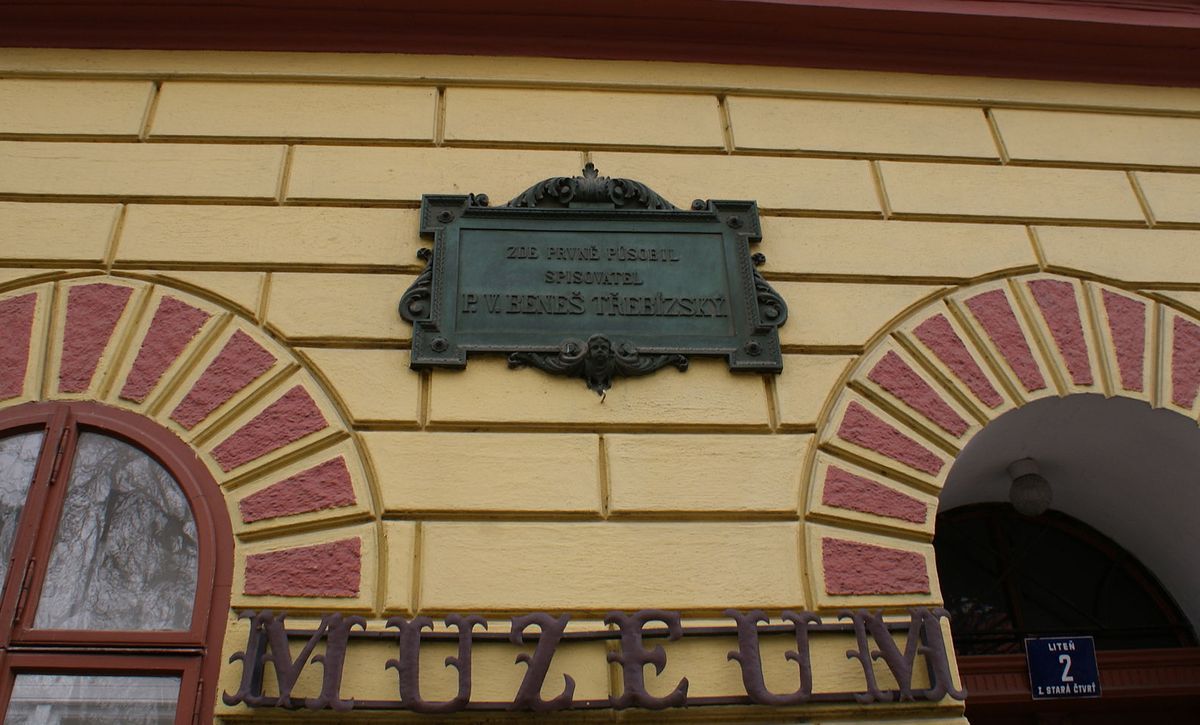 ZDE PRVNĚ PŮSOBIL
SPISOVATEL
P. V. BENEŠ TŘEBÍZSKÝ.
MUZEUM
LITEŇ
2
I. STARÁ ČTVRŤ